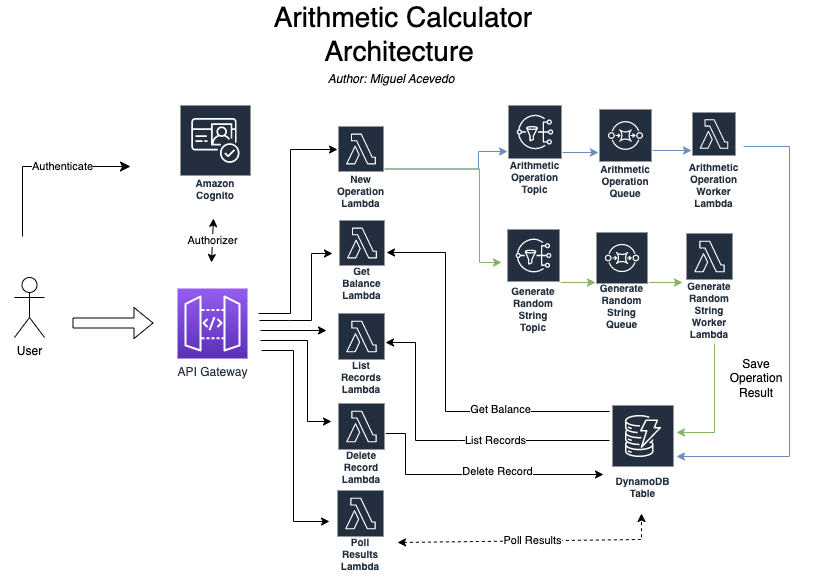 Arithmetic Calculator
Architecture
Author: Miguel Acevedo
Authenticate
Amazon
Cognito
Authorizer
User
</>
API Gateway
New
Operation
Lambda
Get
Balance
Lambda
List
Records
Lambda
Delete
Record
Lambda
Poll
Results
Lambda
Arithmetic
Operation
Topic
Arithmetic
Operation
Queue
Arithmetic
Operation
Worker
Lambda
Generate
Random
String
Topic
Generate
Random
String
Queue
Generate
Random
String
Worker
Lambda
Save
Operation
Result
Get Balance
List Records
Delete Record
DynamoDB
Table
Poll Results